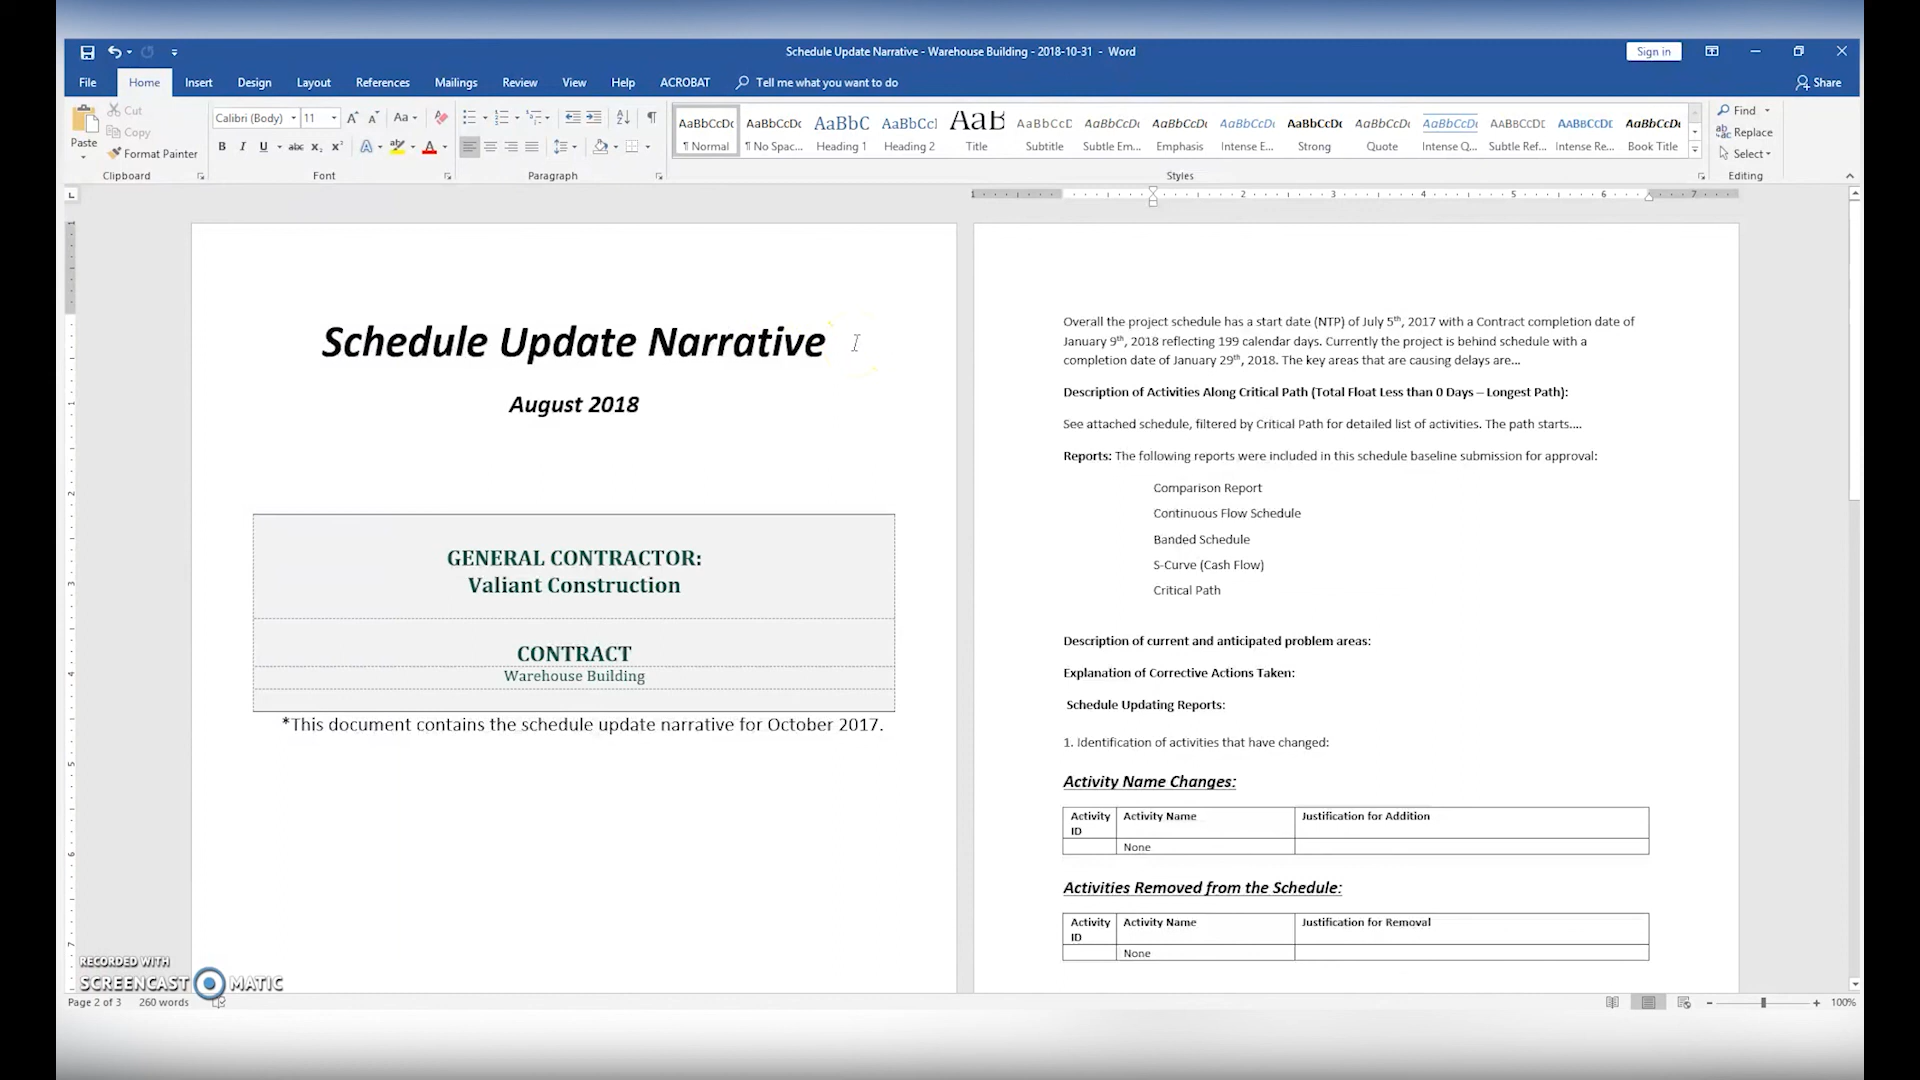 Schedule Update Narrative - Warehouse Building - 2018-10-31 - Word
Sign in
File Home Insert Design Layout References Mailings Review View Help ACROBAT Tell me what you want to do
Share
Paste
Cut
Copy
Format Painter
Clipboard
Calibri (Body) 11
Font
Paragraph
AaBbCcDc AaBbCcDc AaBbC AaBbCcI AaB AaBbCcD AaBbCcDc AaBbCcDc AaBbCcDc AaBbCcDc AaBbCcDc AaBbCcDc AABBCCDE AABBCCDE AaBbCcDc
¶ Normal ¶ No Spac... Heading 1 Heading 2 Title Subtitle Subtle Em... Emphasis Intense E... Strong Quote Intense Q... Subtle Ref... Intense Re... Book Title
Styles
Find
Replace
Select
Editing
Schedule Update Narrative
August 2018
GENERAL CONTRACTOR:
Valiant Construction
CONTRACT
Warehouse Building
*This document contains the schedule update narrative for October 2017.
Overall the project schedule has a start date (NTP) of July 5th, 2017 with a Contract completion date of
January 9th, 2018 reflecting 199 calendar days. Currently the project is behind schedule with a
completion date of January 29th, 2018. The key areas that are causing delays are...
Description of Activities Along Critical Path (Total Float Less than 0 Days – Longest Path):
See attached schedule, filtered by Critical Path for detailed list of activities. The path starts....
Reports: The following reports were included in this schedule baseline submission for approval:
Comparison Report
Continuous Flow Schedule
Banded Schedule
S-Curve (Cash Flow)
Critical Path
Description of current and anticipated problem areas:
Explanation of Corrective Actions Taken:
Schedule Updating Reports:
1. Identification of activities that have changed:
Activity Name Changes:
Activity ID Activity Name Justification for Addition
None
Activities Removed from the Schedule:
Activity ID Activity Name Justification for Removal
None
RECORDED WITH
SCREENCAST MATIC
Page 2 of 3 260 words
100%